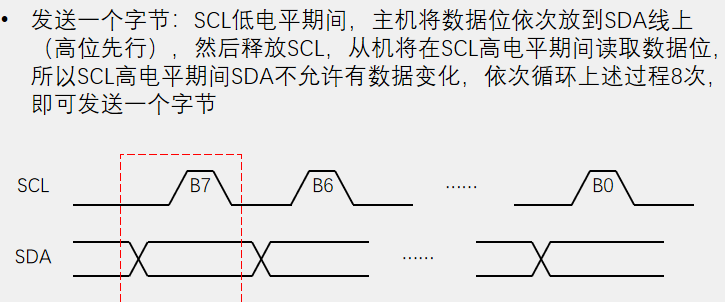 • 发送一个字节：SCL低电平期间，主机将数据位依次放到SDA线上
（高位先行），然后释放SCL，从机将在SCL高电平期间读取数据位，
所以SCL高电平期间SDA不允许有数据变化，依次循环上述过程8次，
即可发送一个字节
SCL B7 B6 …… B0
SDA ……